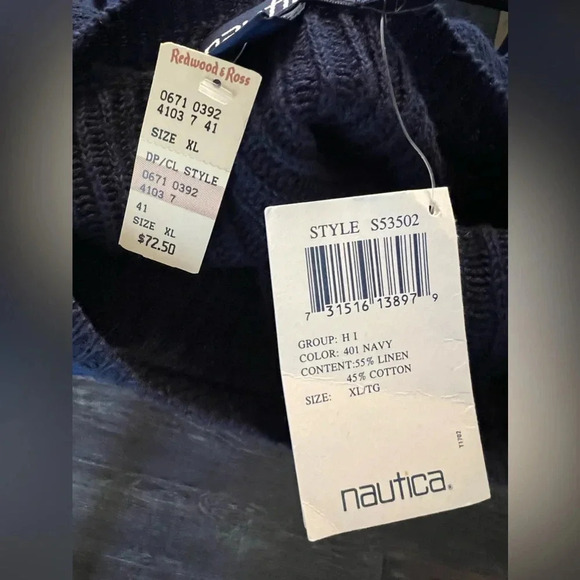 Redwood & Ross
0671 0392
4103 7 41
SIZE XL
DP/CL STYLE
0671 0392
4103 7
41
SIZE XL
$72.50
STYLE S53502
7 31516 13897 9
GROUP: H I
COLOR: 401 NAVY
CONTENT:55% LINEN
45% COTTON
SIZE: XL/TG
nautica®